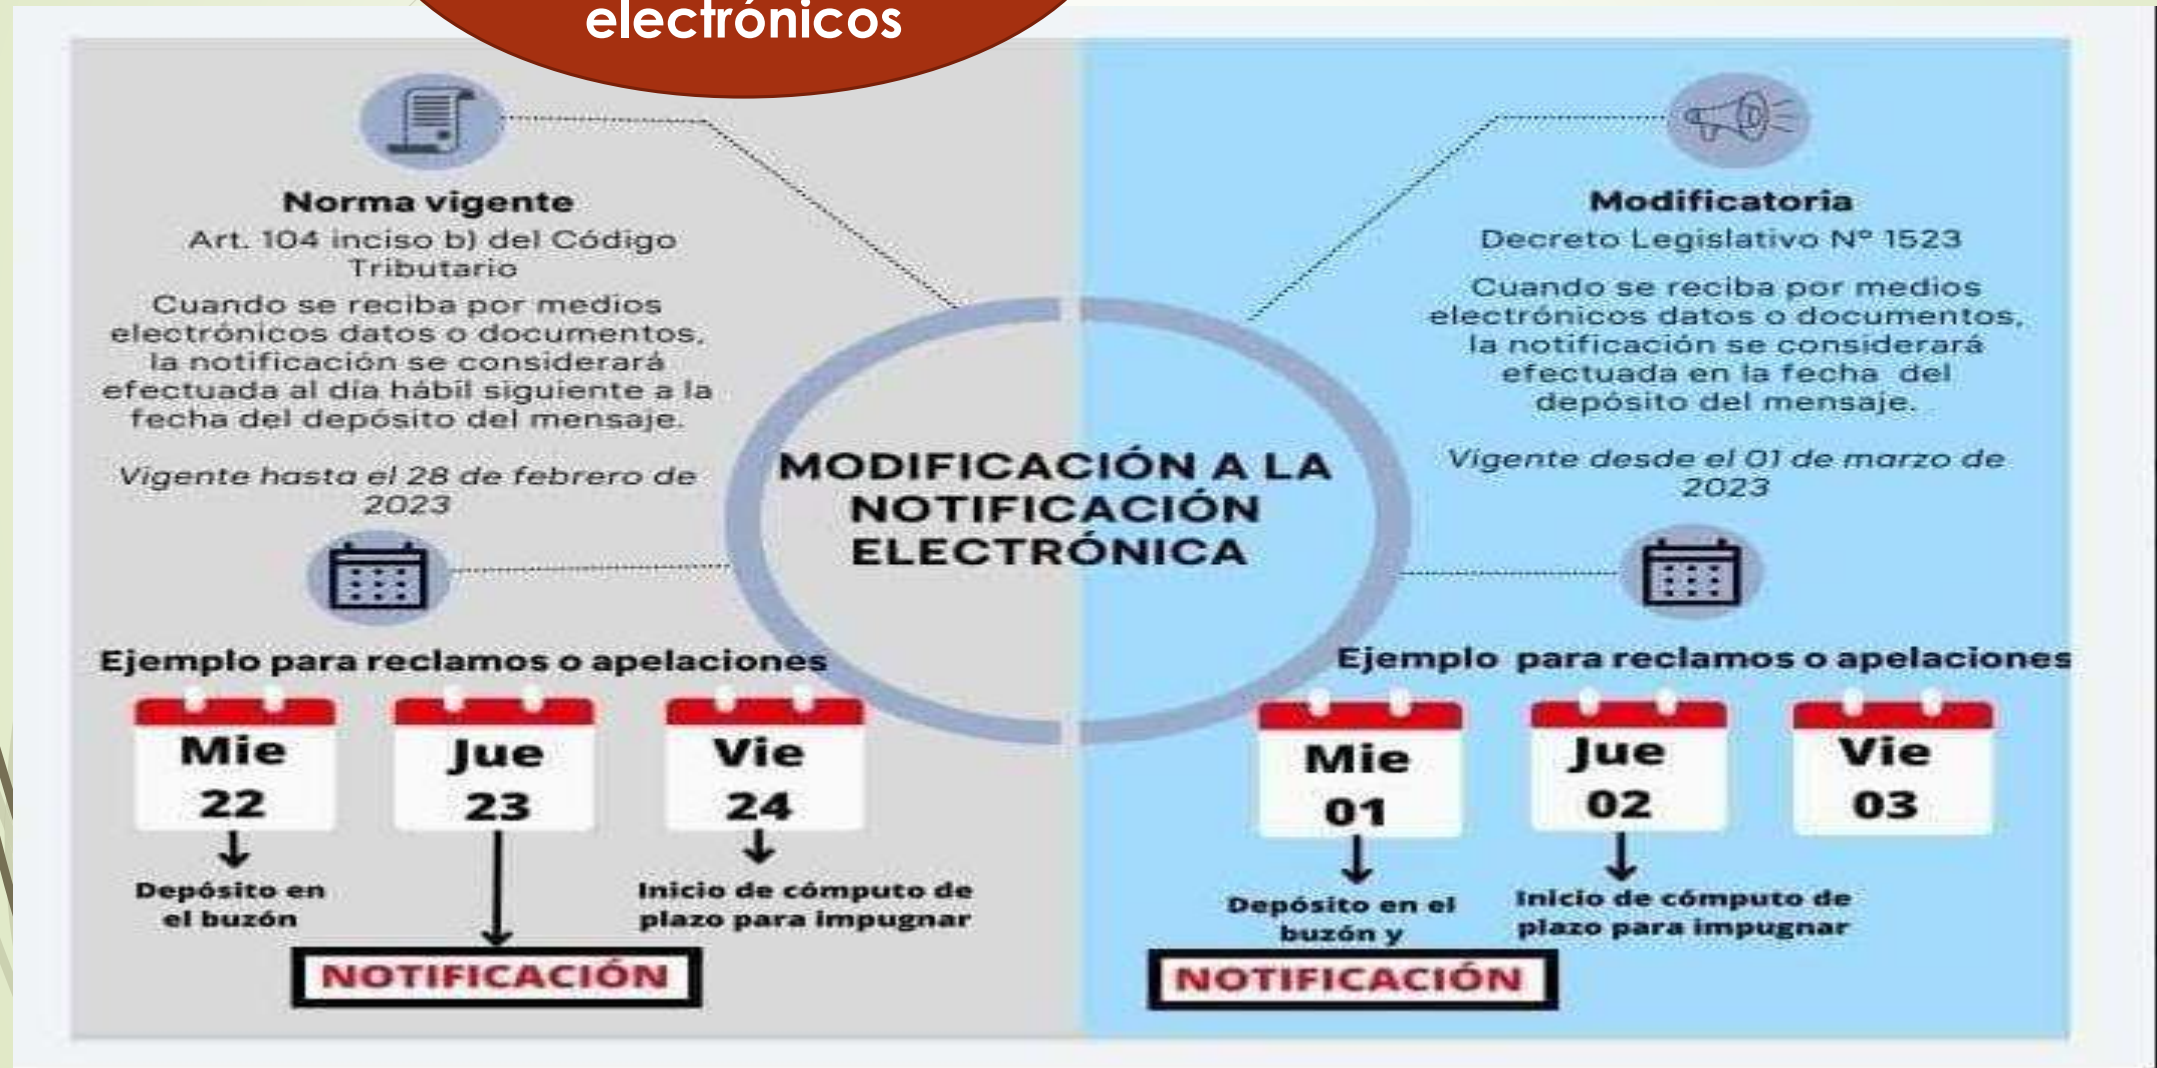 electrónicos
Norma vigente
Art. 104 inciso b) del Código
Tributario
Cuando se reciba por medios
electrónicos datos o documentos,
la notificación se considerará
efectuada al día hábil siguiente a la
fecha del depósito del mensaje.
Vigente hasta el 28 de febrero de
2023
MODIFICACIÓN A LA
NOTIFICACIÓN
ELECTRÓNICA
Modificatoria
Decreto Legislativo Nº 1523
Cuando se reciba por medios
electrónicos datos o documentos,
la notificación se considerará
efectuada en la fecha del
depósito del mensaje.
Vigente desde el 01 de marzo de
2023
Ejemplo para reclamos o apelaciones
Mie
22
Jue
23
Vie
24
Depósito en
el buzón
Inicio de cómputo de
plazo para impugnar
NOTIFICACIÓN
Ejemplo para reclamos o apelaciones
Mie
01
Jue
02
Vie
03
Depósito en el
buzón y
Inicio de cómputo de
plazo para impugnar
NOTIFICACIÓN